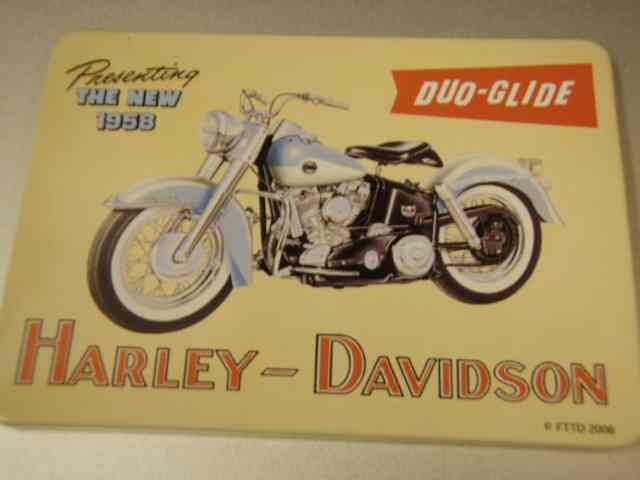 Presenting
THE NEW
1958
DUO-GLIDE
HARLEY-DAVIDSON
© FTTD 2006